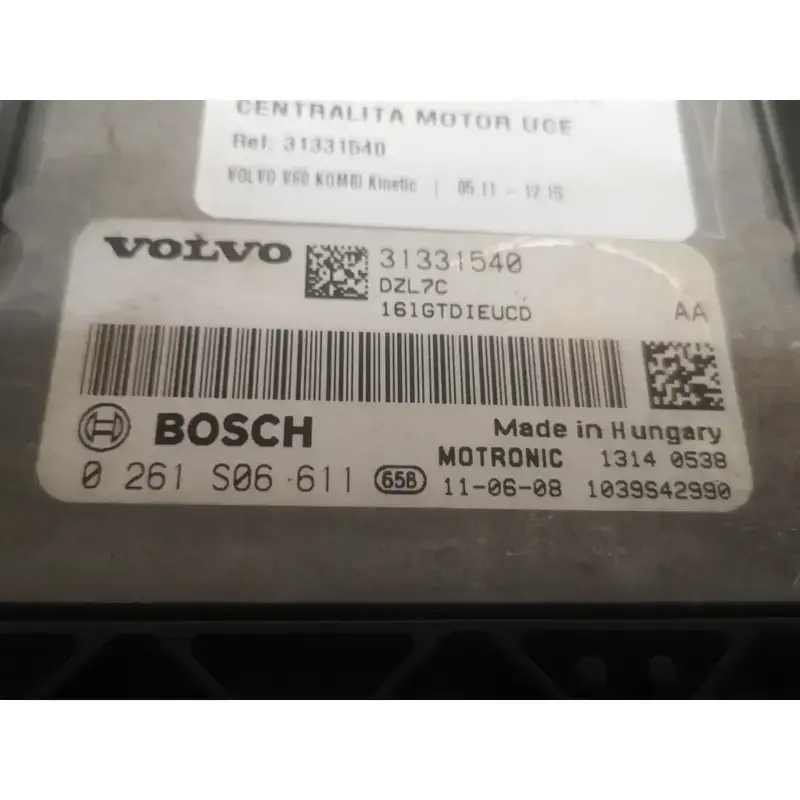 CENTRALITA MOTOR UCE
Ref. 31331540
VOLVO V60 KOMBI Kinetic | 05.11 - 12.15
VOLVO 31331540
DZL7C
161GTDIEUCD AA
BOSCH Made in Hungary
MOTRONIC 1314 0538
0 261 S06 611 658 11-06-08 1039S42990